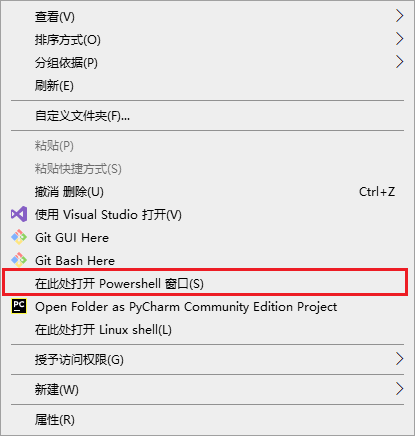 查看(V)
排序方式(O)
分组依据(P)
刷新(E)
自定义文件夹(F)...
粘贴(P)
粘贴快捷方式(S)
撤消 删除(U) Ctrl+Z
使用 Visual Studio 打开(V)
Git GUI Here
Git Bash Here
在此处打开 Powershell 窗口(S)
PC Open Folder as PyCharm Community Edition Project
在此处打开 Linux shell(L)
授予访问权限(G)
新建(W)
属性(R)